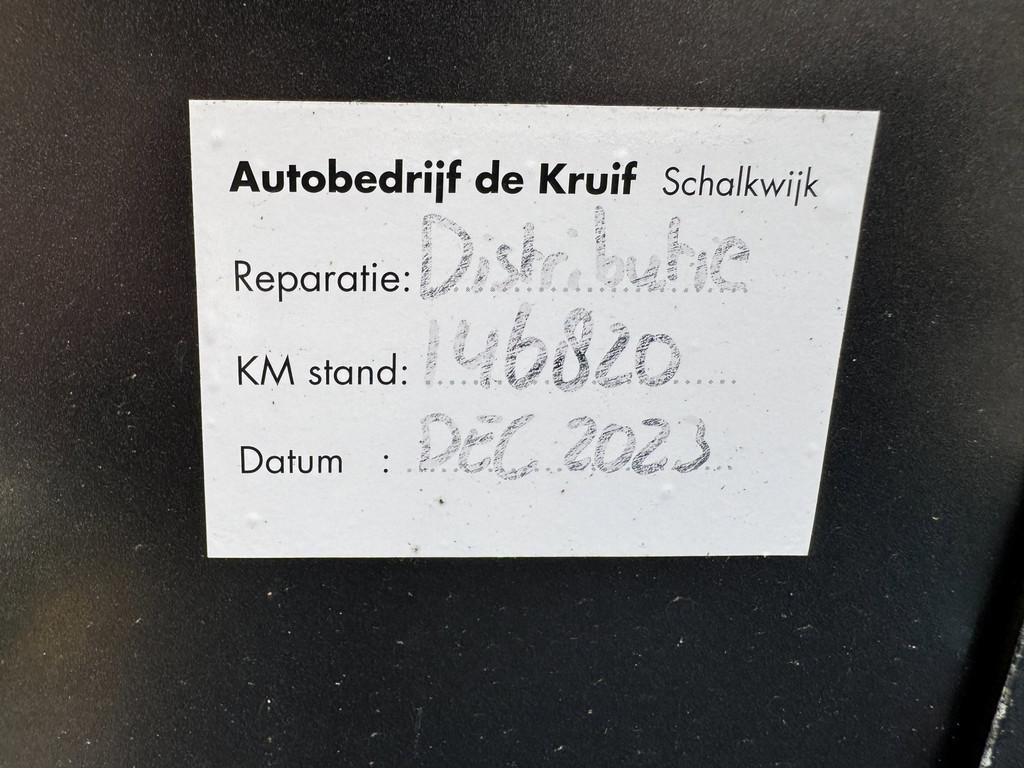 Autobedrijf de Kruif Schalkwijk
Reparatie: Distributie
KM stand: 146820
Datum : DEC 2023